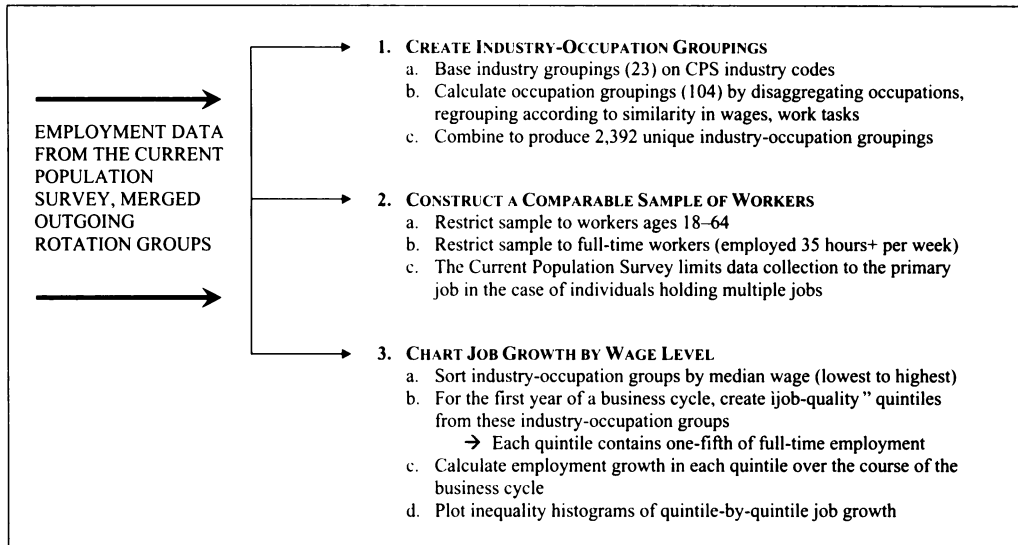 EMPLOYMENT DATA
FROM THE CURRENT
POPULATION
SURVEY, MERGED
OUTGOING
ROTATION GROUPS
1. CREATE INDUSTRY-OCCUPATION GROUPINGS
a. Base industry groupings (23) on CPS industry codes
b. Calculate occupation groupings (104) by disaggregating occupations,
regrouping according to similarity in wages, work tasks
c. Combine to produce 2,392 unique industry-occupation groupings
2. CONSTRUCT A COMPARABLE SAMPLE OF WORKERS
a. Restrict sample to workers ages 18–64
b. Restrict sample to full-time workers (employed 35 hours+ per week)
c. The Current Population Survey limits data collection to the primary
job in the case of individuals holding multiple jobs
3. CHART JOB GROWTH BY WAGE LEVEL
a. Sort industry-occupation groups by median wage (lowest to highest)
b. For the first year of a business cycle, create ijob-quality” quintiles
from these industry-occupation groups
→ Each quintile contains one-fifth of full-time employment
c. Calculate employment growth in each quintile over the course of the
business cycle
d. Plot inequality histograms of quintile-by-quintile job growth